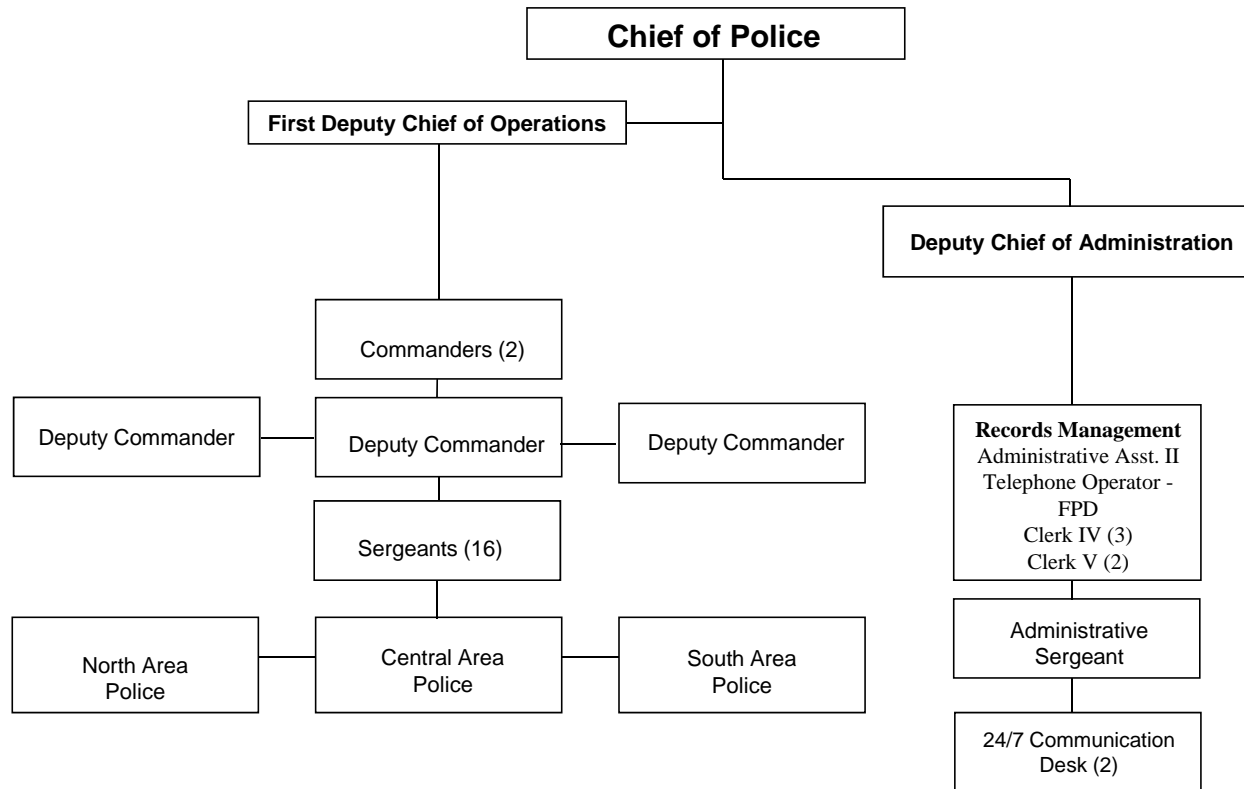 Chief of Police
First Deputy Chief of Operations
Deputy Chief of Administration
Commanders (2)
Deputy Commander
Deputy Commander
Deputy Commander
Records Management
Administrative Asst. II
Telephone Operator -
FPD
Clerk IV (3)
Clerk V (2)
Sergeants (16)
Administrative
Sergeant
North Area
Police
Central Area
Police
South Area
Police
24/7 Communication
Desk (2)